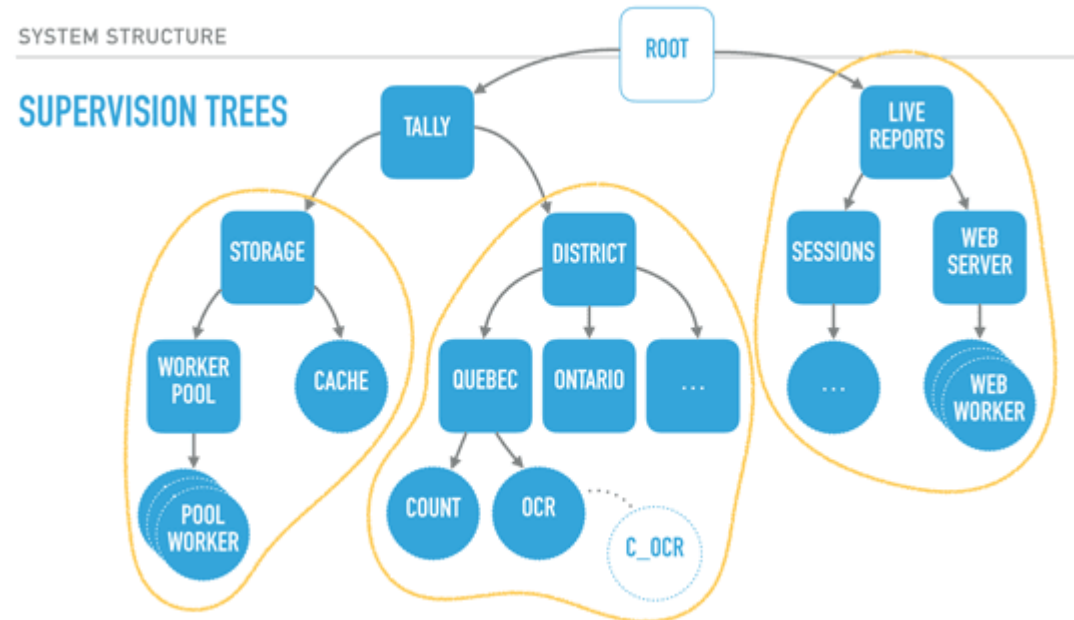 SYSTEM STRUCTURE
SUPERVISION TREES
ROOT
TALLY
LIVE
REPORTS
STORAGE
DISTRICT
SESSIONS
WEB
SERVER
WORKER
POOL
CACHE
QUEBEC
ONTARIO
...
...
WEB
WORKER
POOL
WORKER
COUNT
OCR
C_OCR